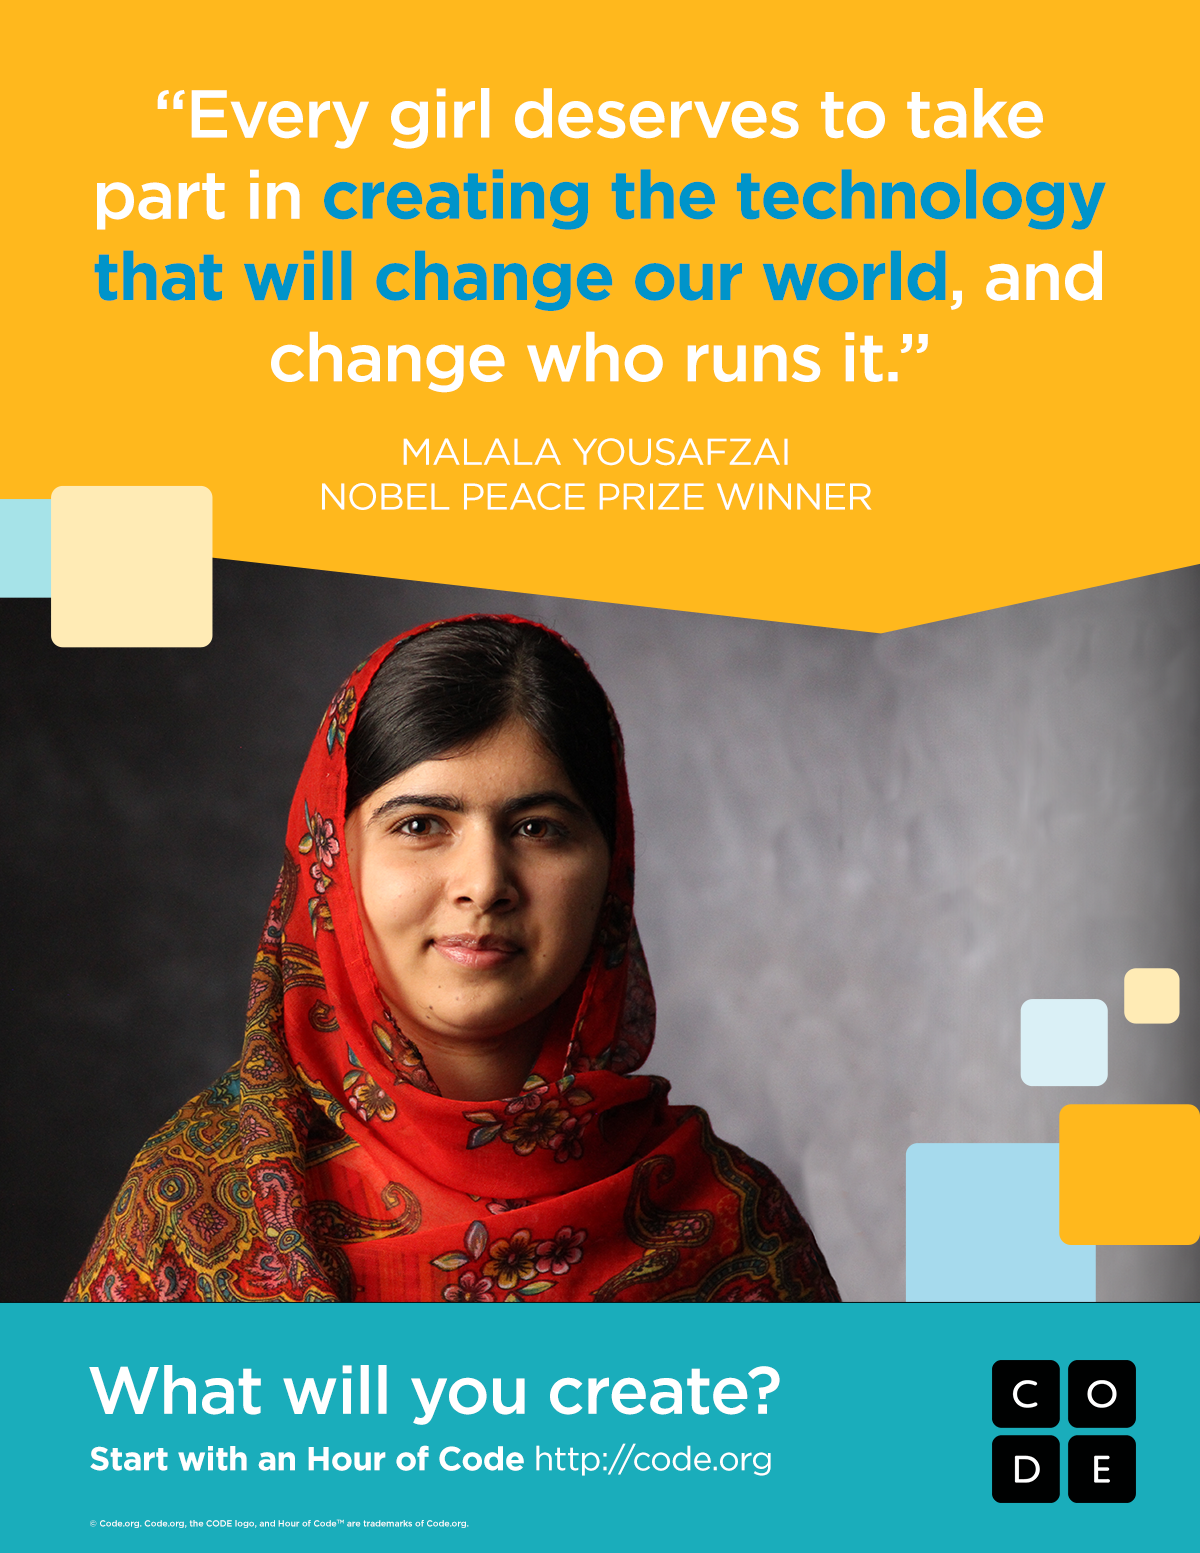 “Every girl deserves to take
part in creating the technology
that will change our world, and
change who runs it.”
MALALA YOUSAFZAI
NOBEL PEACE PRIZE WINNER
What will you create?
Start with an Hour of Code http://code.org
© Code.org. Code.org, the CODE logo, and Hour of Code™ are trademarks of Code.org.
C O
D E